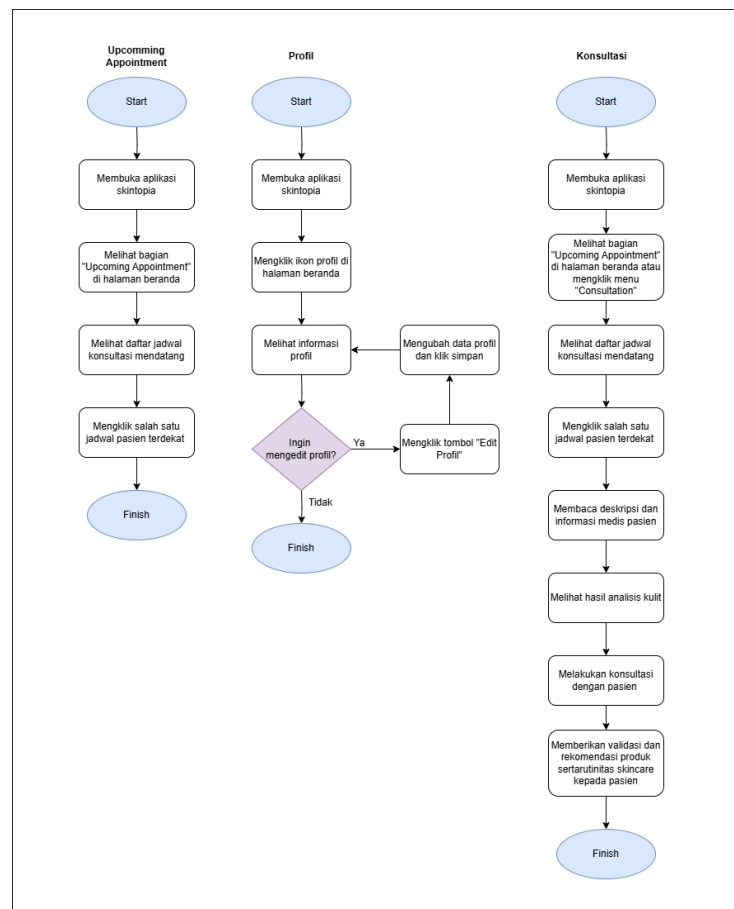 Upcomming
Appointment
Start
Membuka aplikasi
skintopia
Melihat bagian
"Upcoming Appointment"
di halaman beranda
Melihat daftar jadwal
konsultasi mendatang
Mengklik salah satu
jadwal pasien terdekat
Finish
Profil
Start
Membuka aplikasi
skintopia
Mengklik ikon profil di
halaman beranda
Melihat informasi
profil
Ingin
mengedit profil?
Ya
Mengklik tombol "Edit
Profil"
Mengubah data profil
dan klik simpan
Tidak
Finish
Konsultasi
Start
Membuka aplikasi
skintopia
Melihat bagian
"Upcoming Appointment"
di halaman beranda atau
mengklik menu
"Consultation"
Melihat daftar jadwal
konsultasi mendatang
Mengklik salah satu
jadwal pasien terdekat
Membaca deskripsi dan
informasi medis pasien
Melihat hasil analisis kulit
Melakukan konsultasi
dengan pasien
Memberikan validasi dan
rekomendasi produk
sertarutinitas skincare
kepada pasien
Finish